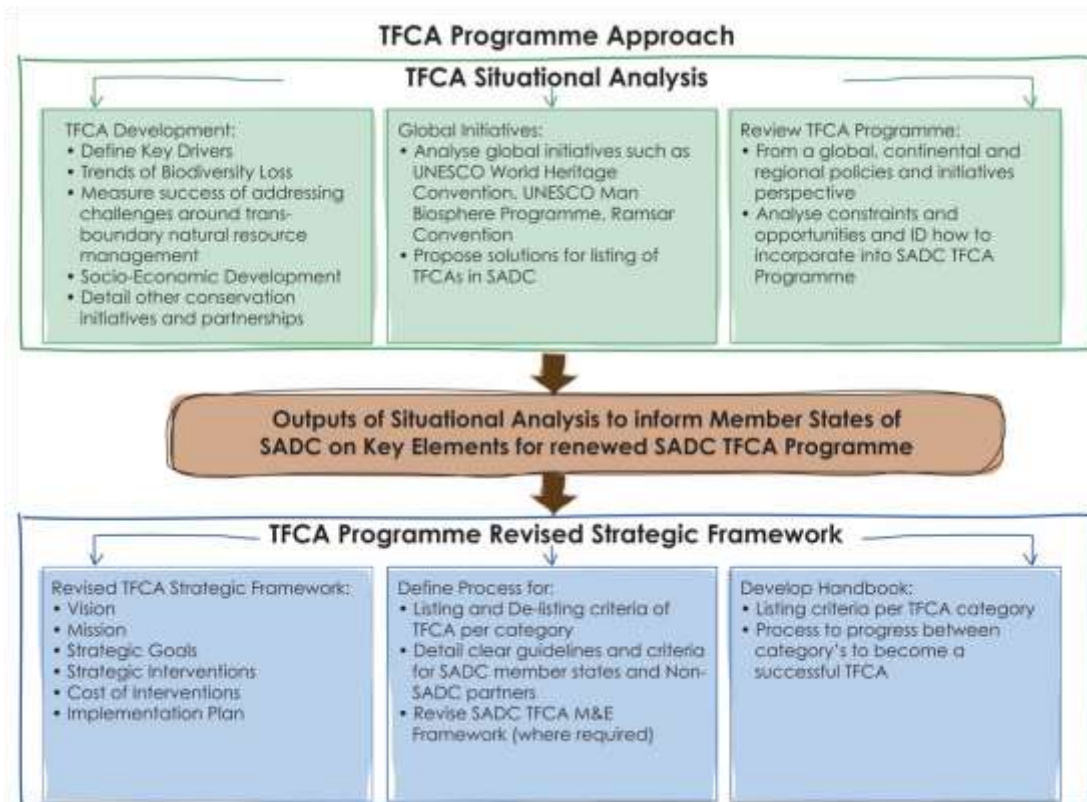 TFCA Programme Approach
TFCA Situational Analysis
TFCA Development:
• Define Key Drivers
• Trends of Biodiversity Loss
• Measure success of addressing
challenges around trans-
boundary natural resource
management
• Socio-Economic Development
• Detail other conservation
initiatives and partnerships
Global Initiatives:
• Analyse global initiatives such as
UNESCO World Heritage
Convention, UNESCO Man
Biosphere Programme, Ramsar
Convention
• Propose solutions for listing of
TFCAs in SADC
Review TFCA Programme:
• From a global, continental and
regional policies and initiatives
perspective
• Analyse constraints and
opportunities and ID how to
incorporate into SADC TFCA
Programme
Outputs of Situational Analysis to inform Member States of
SADC on Key Elements for renewed SADC TFCA Programme
TFCA Programme Revised Strategic Framework
Revised TFCA Strategic Framework:
• Vision
• Mission
• Strategic Goals
• Strategic Interventions
• Cost of Interventions
• Implementation Plan
Define Process for:
• Listing and De-listing criteria of
TFCA per category
• Detail clear guidelines and criteria
for SADC member states and Non-
SADC partners
• Revise SADC TFCA M&E
Framework (where required)
Develop Handbook:
• Listing criteria per TFCA category
• Process to progress between
category's to become a
successful TFCA